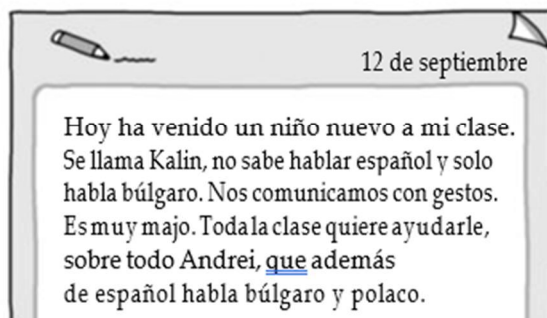 12 de septiembre
Hoy ha venido un niño nuevo a mi clase.
Se llama Kalin, no sabe hablar español y solo
habla búlgaro. Nos comunicamos con gestos.
Es muy majo. Toda la clase quiere ayudarle,
sobre todo Andrei, que además
de español habla búlgaro y polaco.